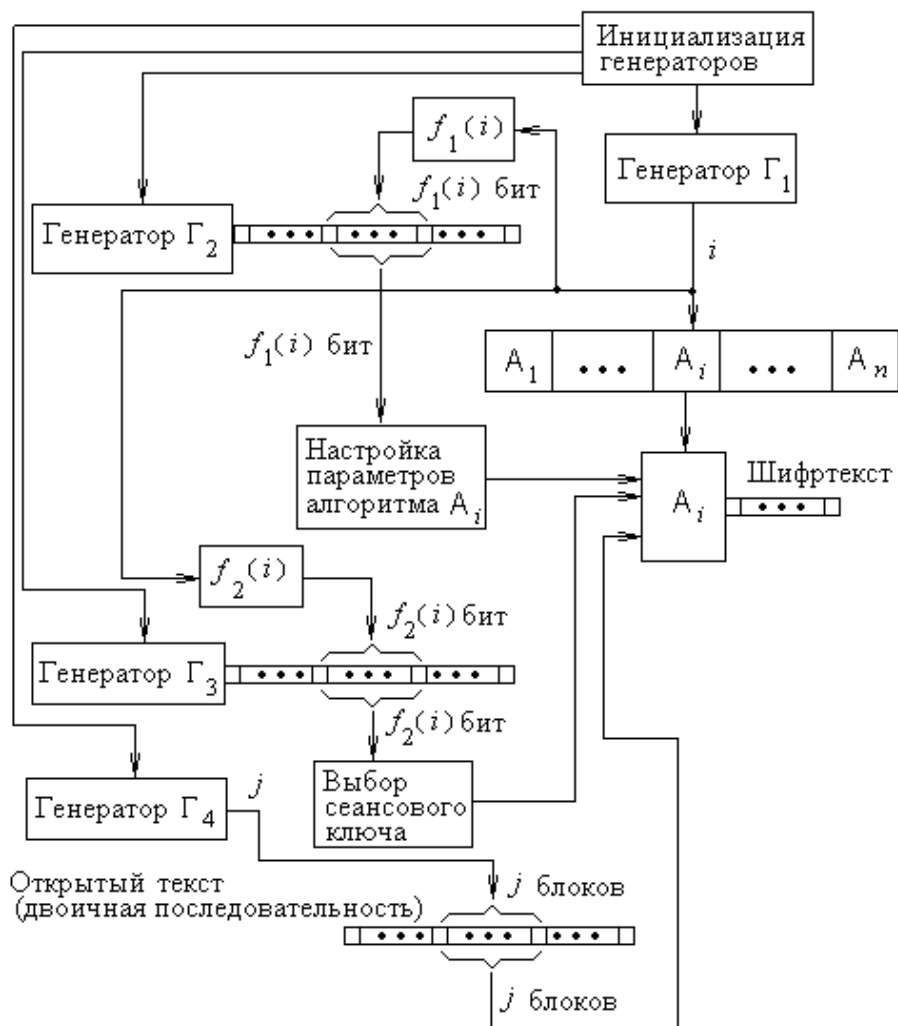 Инициализация
генераторов
f₁(i)
Генератор Г₁
f₁(i) бит
Генератор Г₂
i
f₁(i) бит
A₁ ••• Aᵢ ••• Aₙ
Настройка
параметров
алгоритма Aᵢ
Шифртекст
Aᵢ
f₂(i)
f₂(i) бит
Генератор Г₃
f₂(i) бит
j
Генератор Г₄
Выбор
сеансового
ключа
Открытый текст
(двоичная последовательность)
j блоков
j блоков